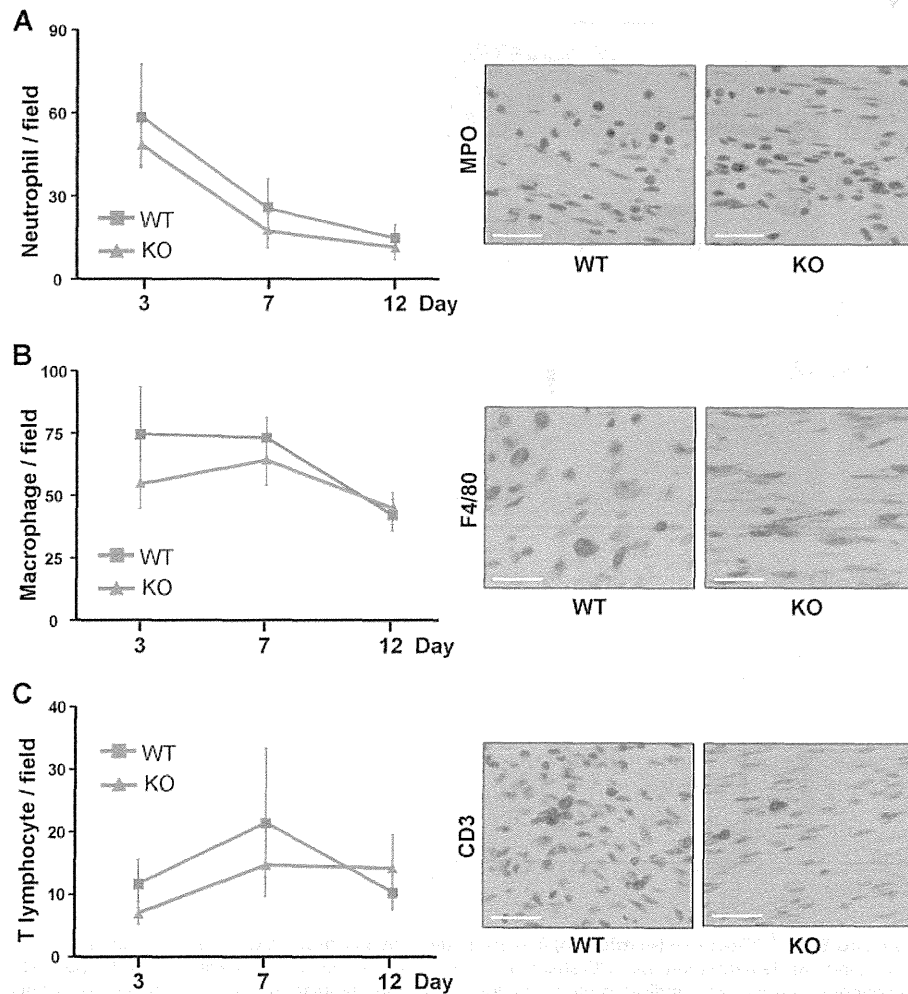 A
Neutrophil / field
90
60
30
0
WT
KO
3 7 12 Day
MPO
WT KO
B
Macrophage / field
100
75
50
25
0
WT
KO
3 7 12 Day
F4/80
WT KO
C
T lymphocyte / field
40
30
20
10
0
WT
KO
3 7 12 Day
CD3
WT KO